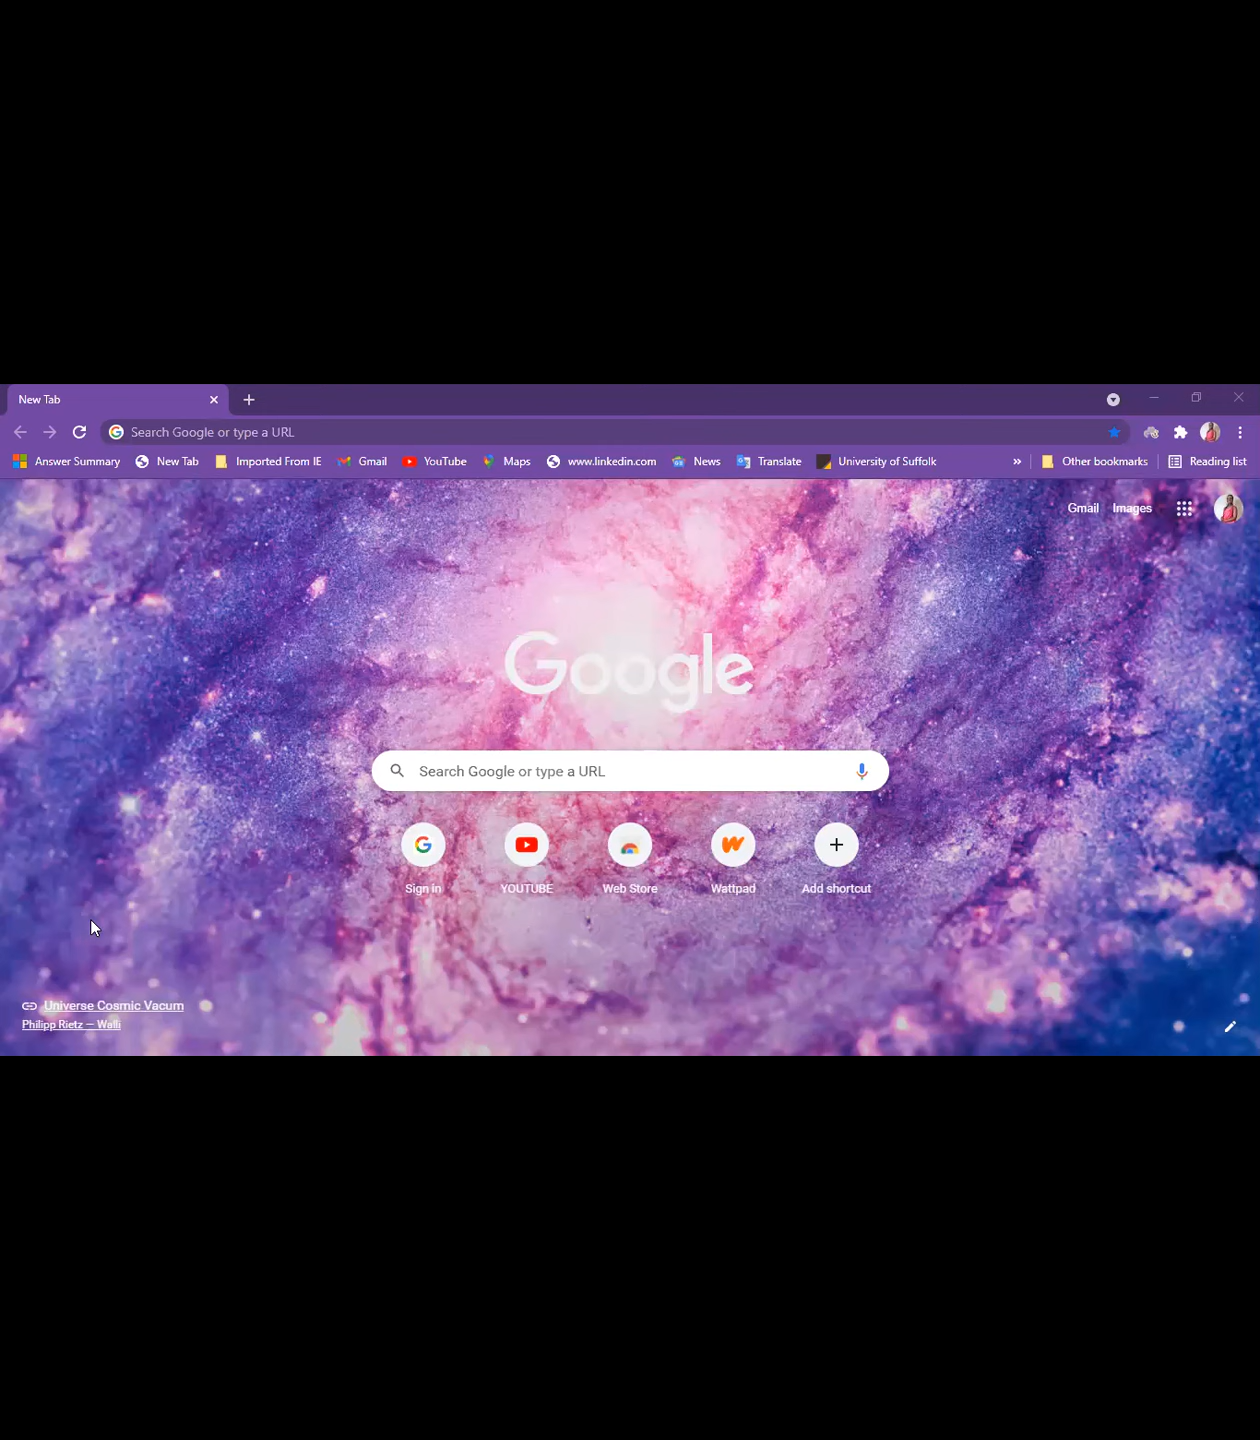 New Tab
Search Google or type a URL
Answer Summary New Tab Imported From IE Gmail YouTube Maps www.linkedin.com News Translate University of Suffolk » Other bookmarks Reading list
Gmail Images
Google
Search Google or type a URL
Sign in YOUTUBE Web Store Wattpad Add shortcut
Universe Cosmic Vacum
Philipp Rietz — Walli